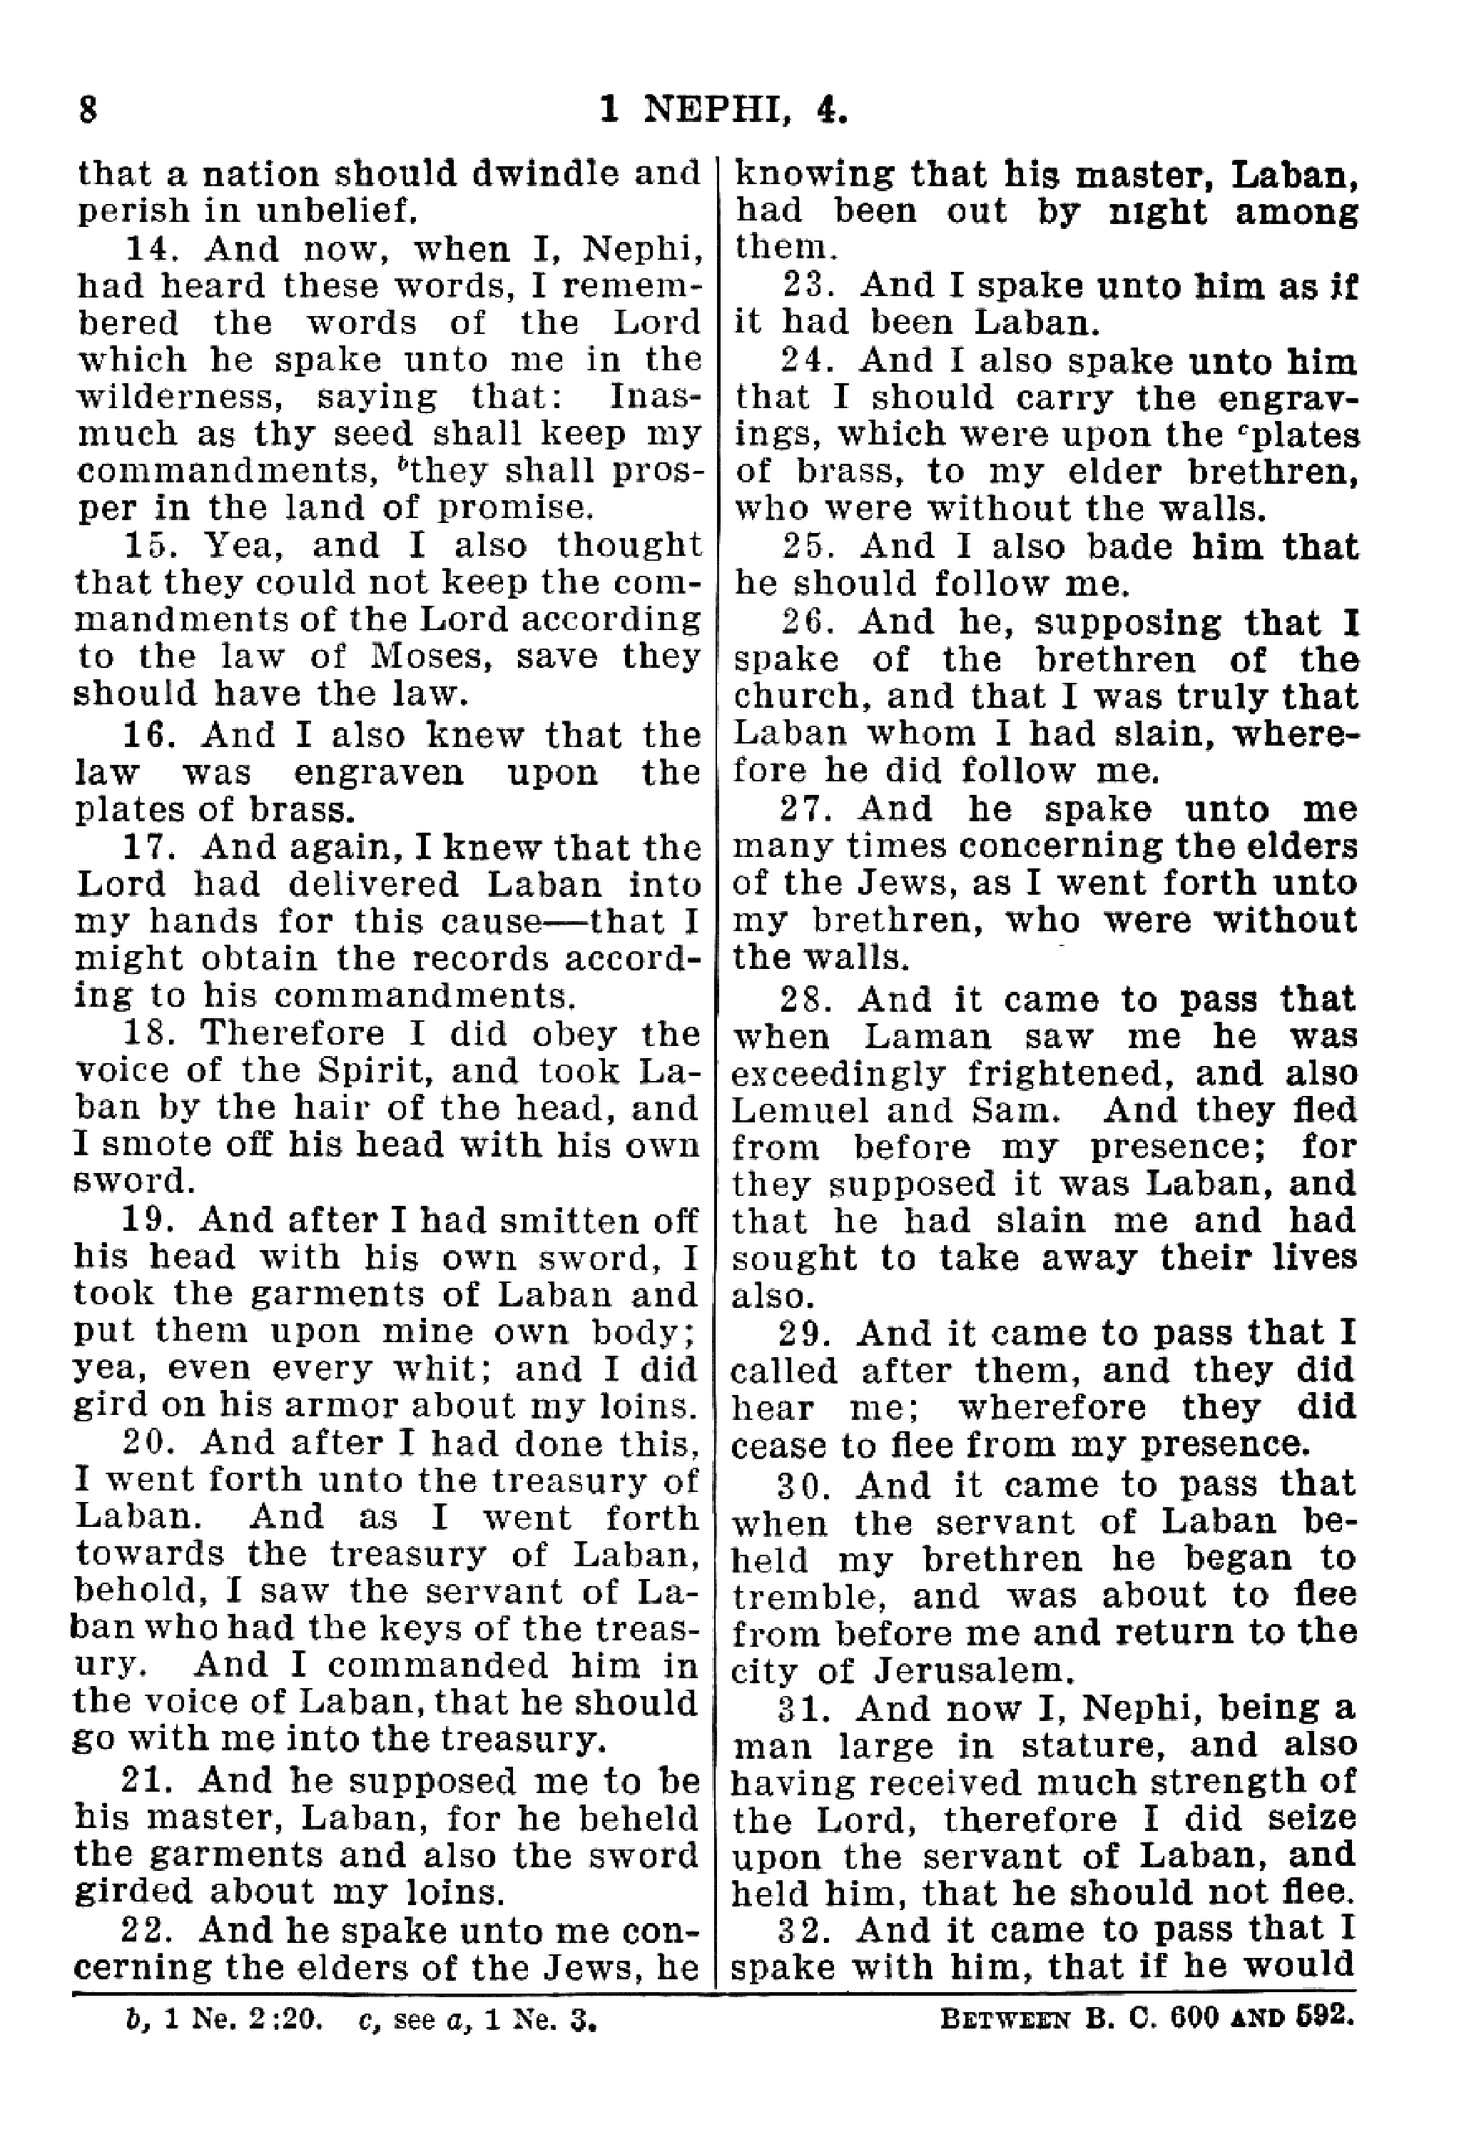 8
1 NEPHI, 4.
that a nation should dwindle and
perish in unbelief.
14. And now, when I, Nephi,
had heard these words, I remem-
bered the words of the Lord
which he spake unto me in the
wilderness, saying that: Inas-
much as thy seed shall keep my
commandments, bthey shall pros-
per in the land of promise.
15. Yea, and I also thought
that they could not keep the com-
mandments of the Lord according
to the law of Moses, save they
should have the law.
16. And I also knew that the
law was engraven upon the
plates of brass.
17. And again, I knew that the
Lord had delivered Laban into
my hands for this cause—that I
might obtain the records accord-
ing to his commandments.
18. Therefore I did obey the
voice of the Spirit, and took La-
ban by the hair of the head, and
I smote off his head with his own
sword.
19. And after I had smitten off
his head with his own sword, I
took the garments of Laban and
put them upon mine own body;
yea, even every whit; and I did
gird on his armor about my loins.
20. And after I had done this,
I went forth unto the treasury of
Laban. And as I went forth
towards the treasury of Laban,
behold, I saw the servant of La-
ban who had the keys of the treas-
ury. And I commanded him in
the voice of Laban, that he should
go with me into the treasury.
21. And he supposed me to be
his master, Laban, for he beheld
the garments and also the sword
girded about my loins.
22. And he spake unto me con-
cerning the elders of the Jews, he
knowing that his master, Laban,
had been out by night among
them.
23. And I spake unto him as if
it had been Laban.
24. And I also spake unto him
that I should carry the engrav-
ings, which were upon the cplates
of brass, to my elder brethren,
who were without the walls.
25. And I also bade him that
he should follow me.
26. And he, supposing that I
spake of the brethren of the
church, and that I was truly that
Laban whom I had slain, where-
fore he did follow me.
27. And he spake unto me
many times concerning the elders
of the Jews, as I went forth unto
my brethren, who were without
the walls.
28. And it came to pass that
when Laman saw me he was
exceedingly frightened, and also
Lemuel and Sam. And they fled
from before my presence; for
they supposed it was Laban, and
that he had slain me and had
sought to take away their lives
also.
29. And it came to pass that I
called after them, and they did
hear me; wherefore they did
cease to flee from my presence.
30. And it came to pass that
when the servant of Laban be-
held my brethren he began to
tremble, and was about to flee
from before me and return to the
city of Jerusalem.
31. And now I, Nephi, being a
man large in stature, and also
having received much strength of
the Lord, therefore I did seize
upon the servant of Laban, and
held him, that he should not flee.
32. And it came to pass that I
spake with him, that if he would
b, 1 Ne. 2:20. c, see a, 1 Ne. 3.
BETWEEN B. C. 600 AND 592.